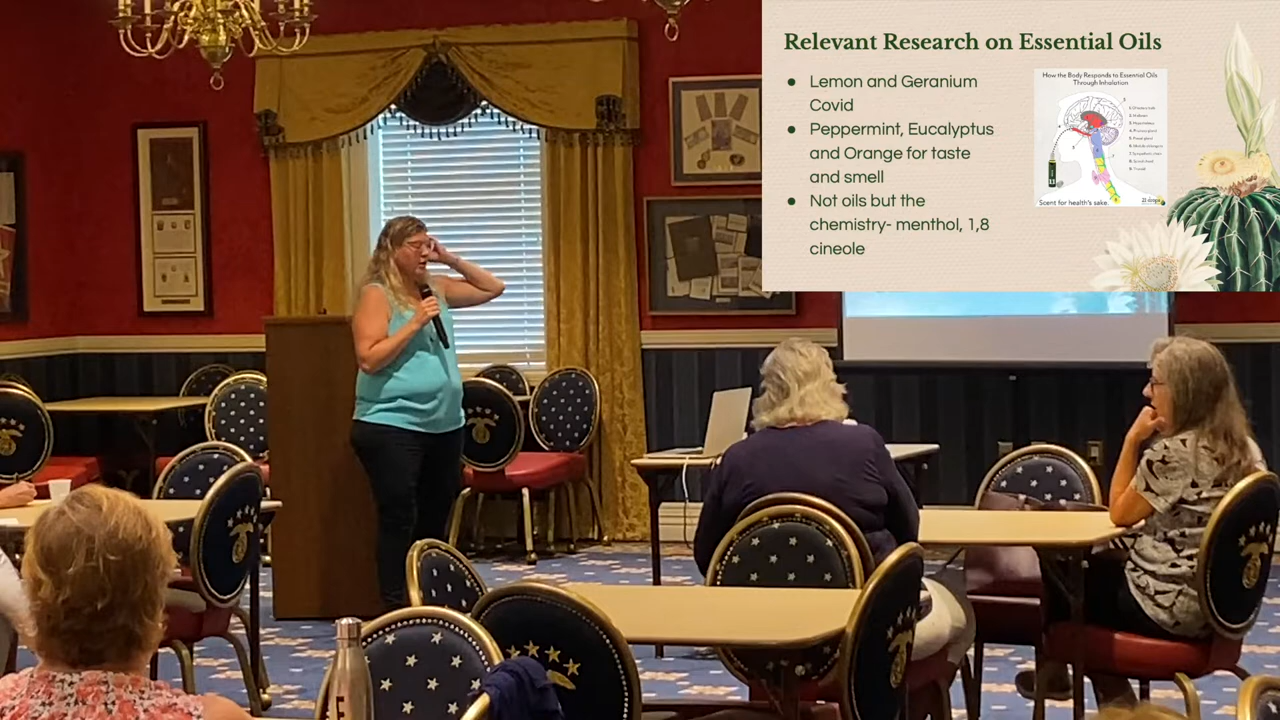 Relevant Research on Essential Oils
Lemon and Geranium
Covid
Peppermint, Eucalyptus
and Orange for taste
and smell
Not oils but the
chemistry- menthol, 1,8
cineole
How the Body Responds to Essential Oils
Through Inhalation
Scent for health's sake.
21 drops